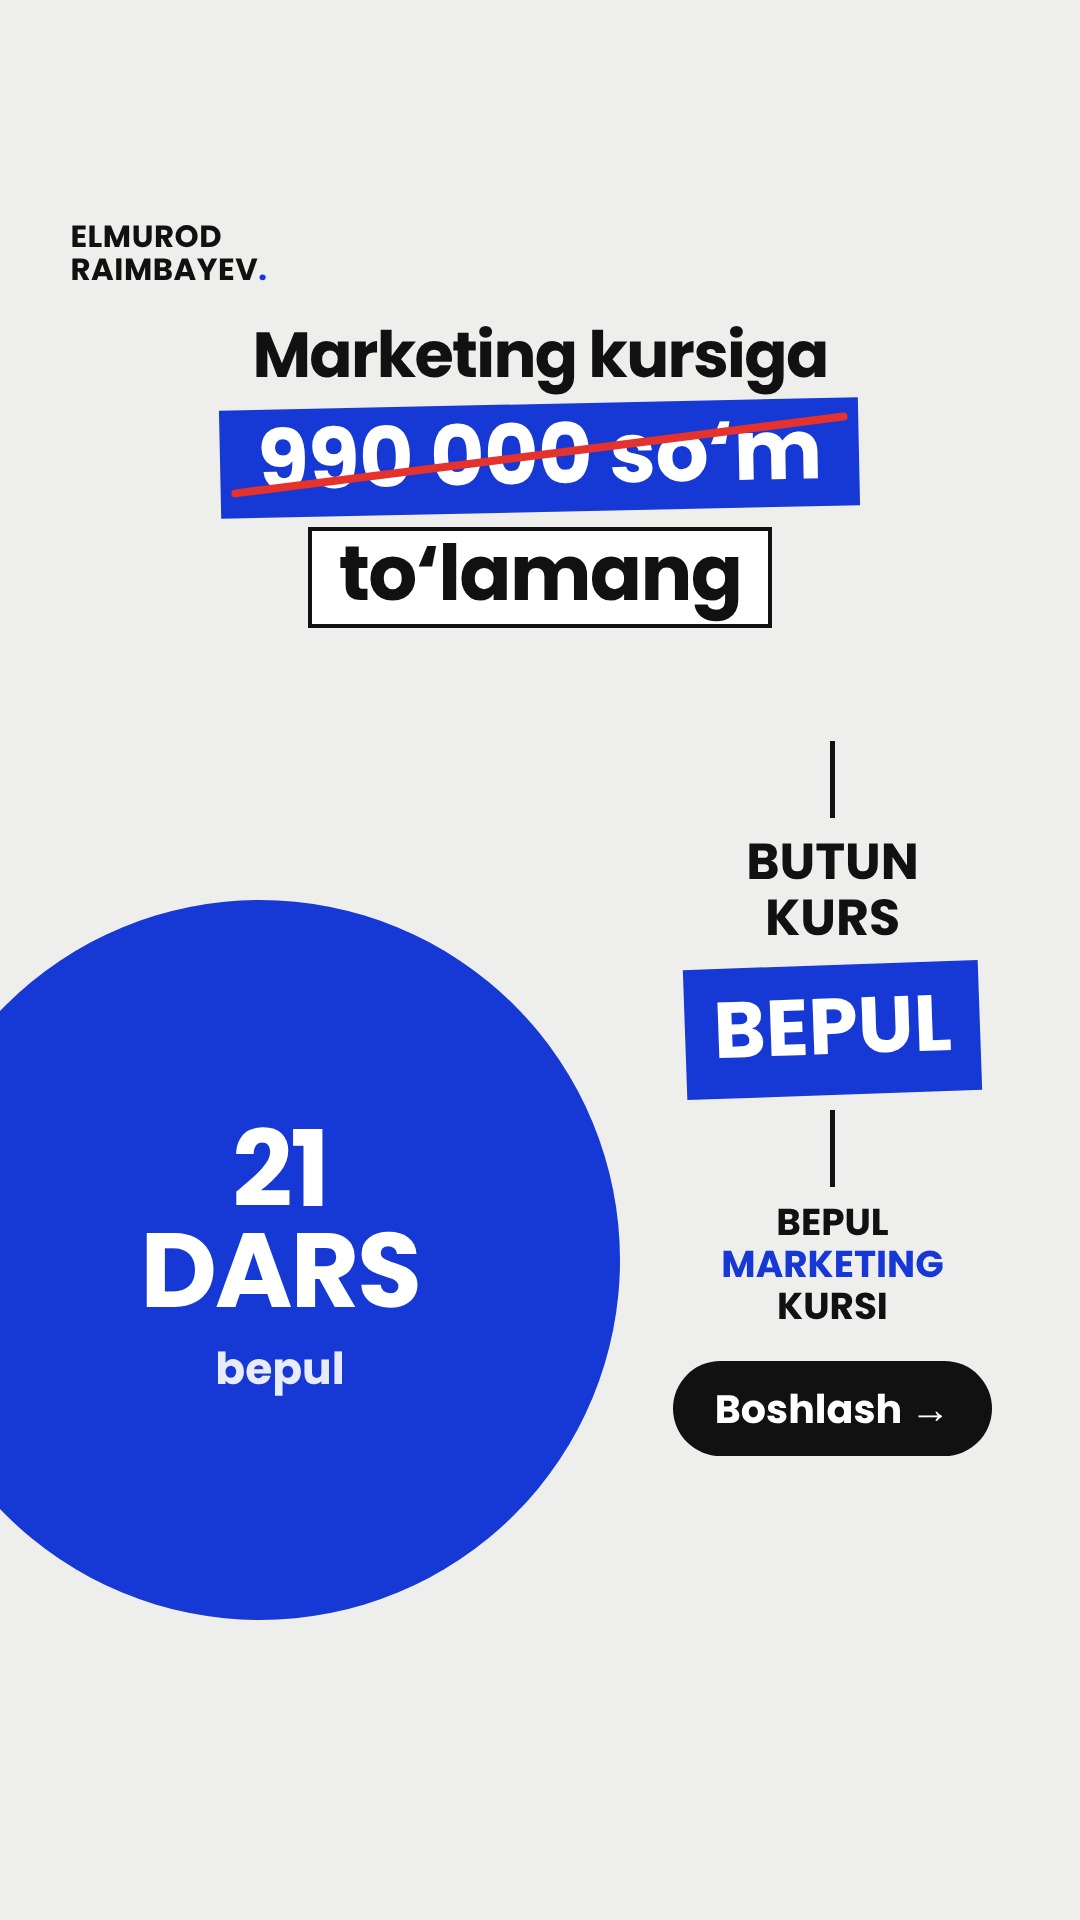 ELMUROD
RAIMBAYEV.
Marketing kursiga
990 000 so‘m
to‘lamang
BUTUN
KURS
BEPUL
21
DARS
bepul
BEPUL
MARKETING
KURSI
Boshlash →